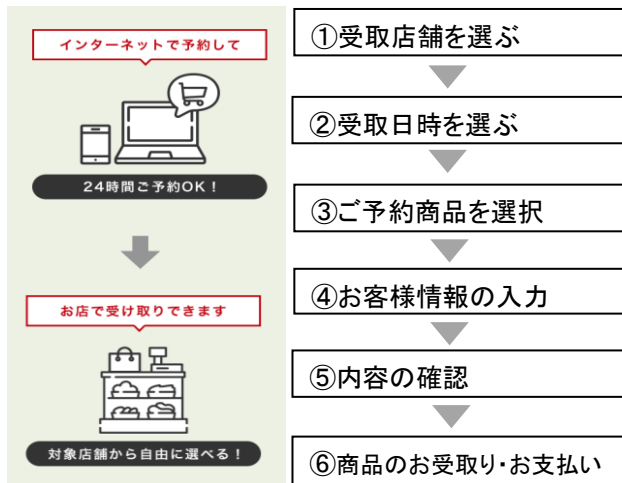 インターネットで予約して
24時間ご予約OK！
お店で受け取りできます
対象店舗から自由に選べる！
①受取店舗を選ぶ
②受取日時を選ぶ
③ご予約商品を選択
④お客様情報の入力
⑤内容の確認
⑥商品のお受取り・お支払い